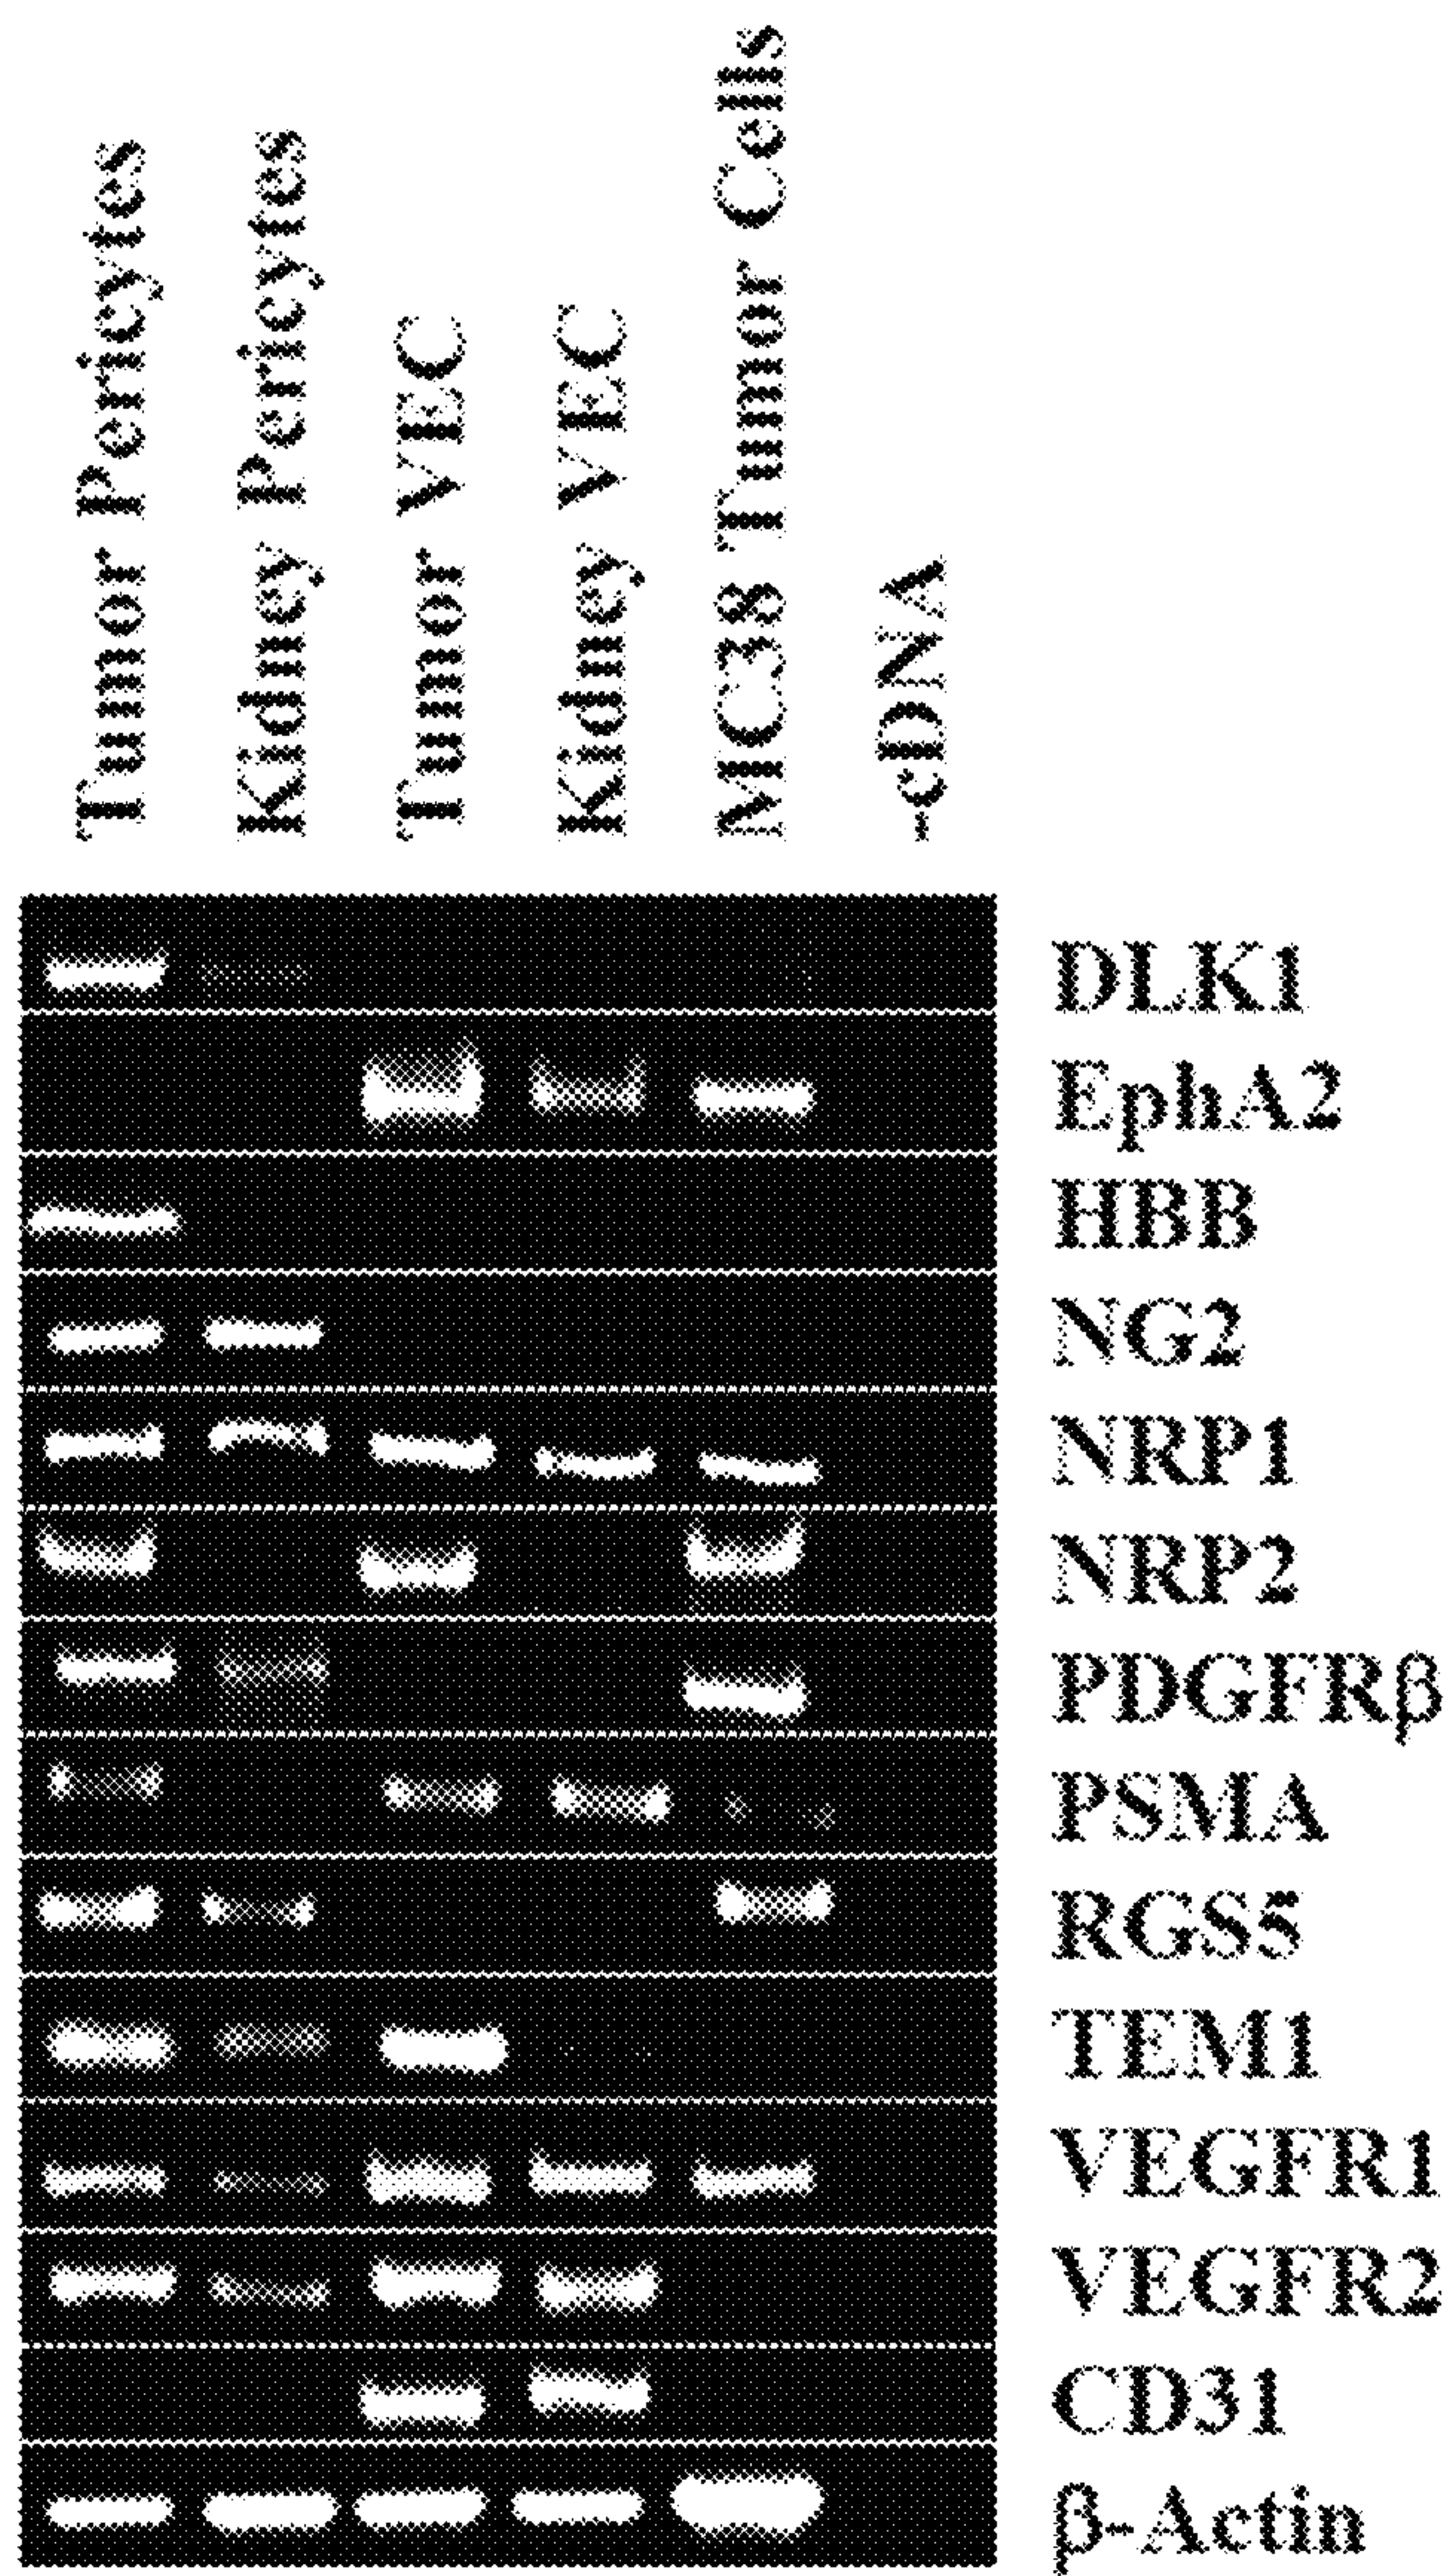 Tumor Pericytes
Kidney Pericytes
Tumor VEC
Kidney VEC
MC38 Tumor Cells
-cDNA
DLK1
EphA2
HBB
NG2
NRP1
NRP2
PDGFRβ
PSMA
RGS5
TEM1
VEGFR1
VEGFR2
CD31
β-Actin